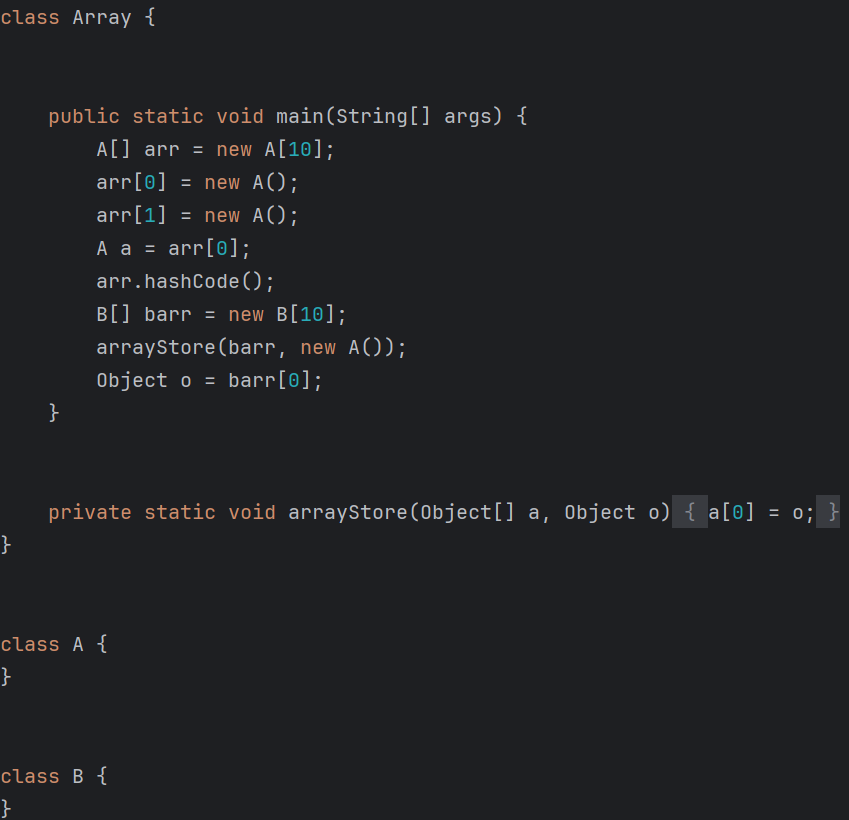 class Array {
    public static void main(String[] args) {
        A[] arr = new A[10];
        arr[0] = new A();
        arr[1] = new A();
        A a = arr[0];
        arr.hashCode();
        B[] barr = new B[10];
        arrayStore(barr, new A());
        Object o = barr[0];
    }
    private static void arrayStore(Object[] a, Object o) { a[0] = o; }
}
class A {
}
class B {
}